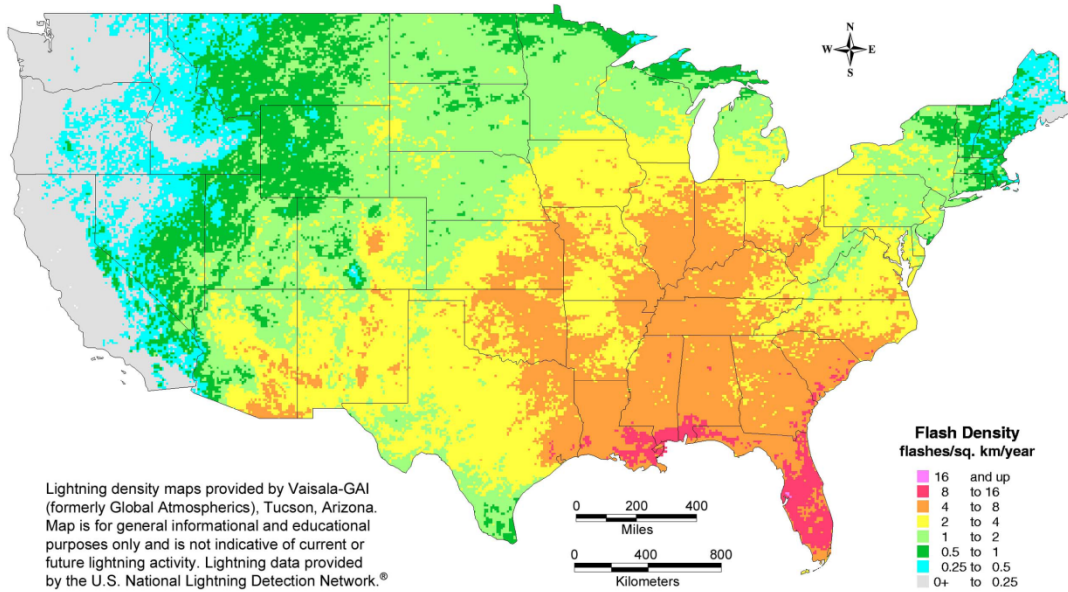 N
W E
S
Lightning density maps provided by Vaisala-GAI
(formerly Global Atmospherics), Tucson, Arizona.
Map is for general informational and educational
purposes only and is not indicative of current or
future lightning activity. Lightning data provided
by the U.S. National Lightning Detection Network.®
0 200 400
Miles
0 400 800
Kilometers
Flash Density
flashes/sq. km/year
16 and up
8 to 16
4 to 8
2 to 4
1 to 2
0.5 to 1
0.25 to 0.5
0+ to 0.25